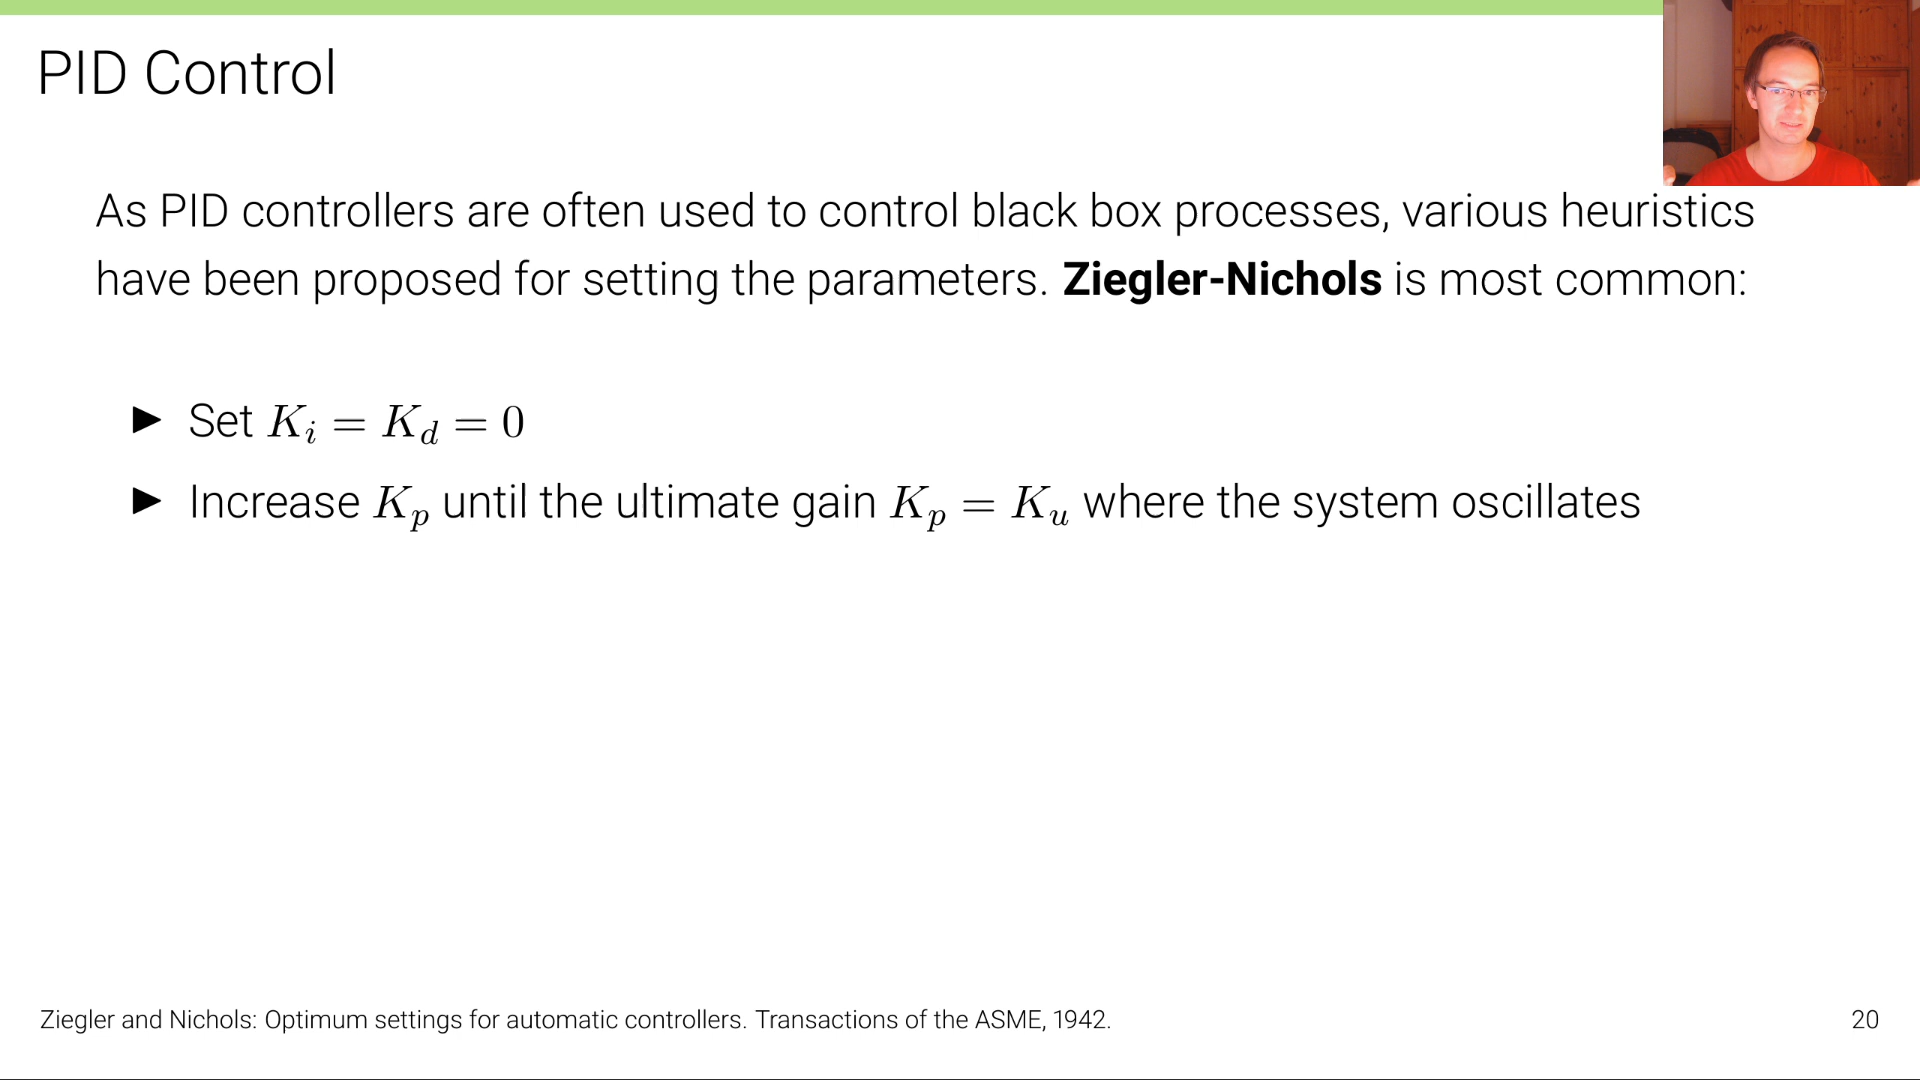 PID Control
As PID controllers are often used to control black box processes, various heuristics
have been proposed for setting the parameters. Ziegler-Nichols is most common:
▶ Set $K_i = K_d = 0$
▶ Increase $K_p$ until the ultimate gain $K_p = K_u$ where the system oscillates
Ziegler and Nichols: Optimum settings for automatic controllers. Transactions of the ASME, 1942.
20